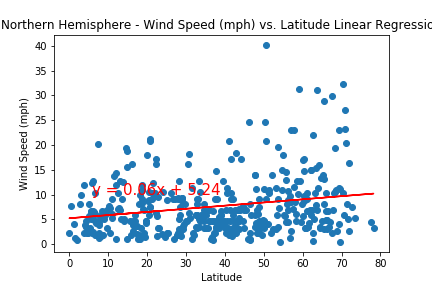 Northern Hemisphere - Wind Speed (mph) vs. Latitude Linear Regressio
40
35
30
25
20
15
10
5
0
Wind Speed (mph)
y = 0.06x + 5.24
0 10 20 30 40 50 60 70 80
Latitude